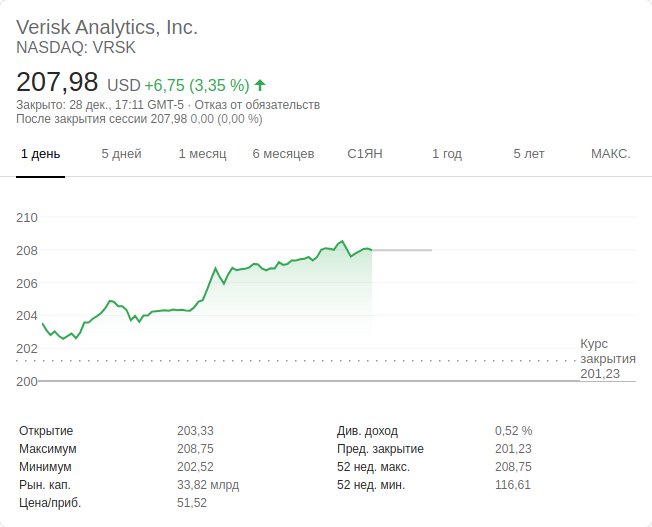 Verisk Analytics, Inc.
NASDAQ: VRSK
207,98 USD +6,75 (3,35 %)
Закрыто: 28 дек., 17:11 GMT-5 · Отказ от обязательств
После закрытия сессии 207,98 0,00 (0,00 %)
1 день 5 дней 1 месяц 6 месяцев С1ЯН 1 год 5 лет МАКС.
210
208
206
204
202
200
Курс
закрытия
201,23
Открытие 203,33 Див. доход 0,52 %
Максимум 208,75 Пред. закрытие 201,23
Минимум 202,52 52 нед. макс. 208,75
Рын. кап. 33,82 млрд 52 нед. мин. 116,61
Цена/приб. 51,52